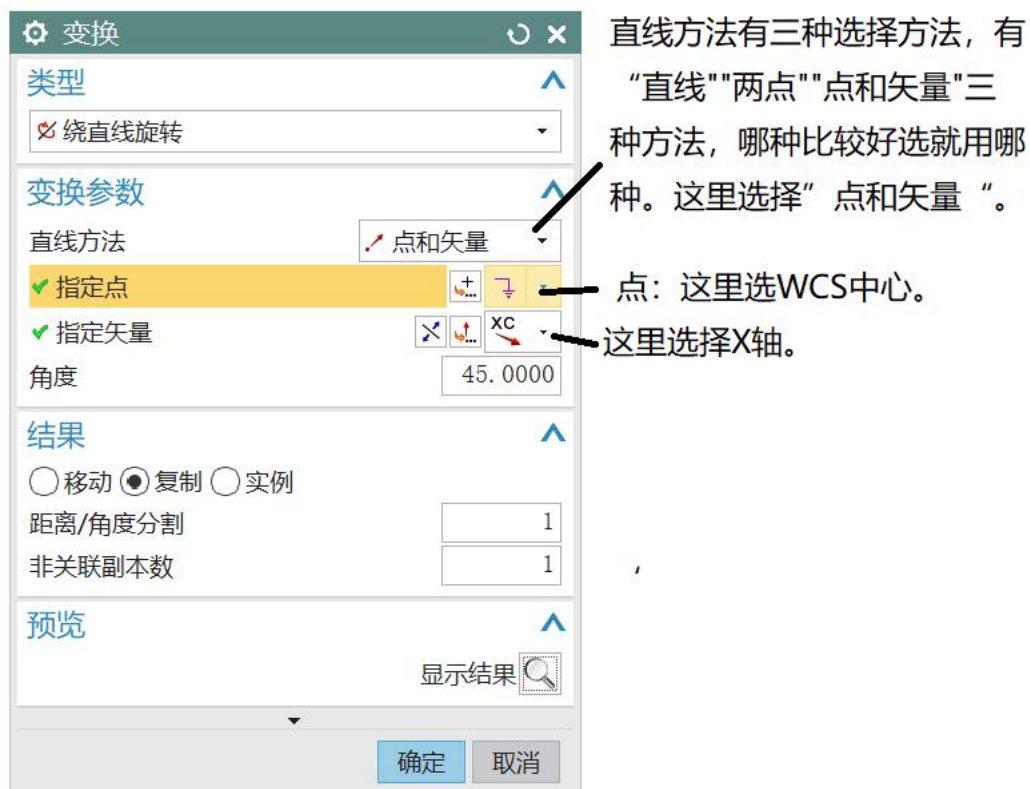 变换
类型
绕直线旋转
变换参数
直线方法
点和矢量
指定点
指定矢量
XC
角度
45.0000
结果
移动 复制 实例
距离/角度分割
1
非关联副本数
1
预览
显示结果
确定
取消
直线方法有三种选择方法，有
“直线""两点""点和矢量"三
种方法，哪种比较好选就用哪
种。这里选择”点和矢量“。
点：这里选WCS中心。
这里选择X轴。
，